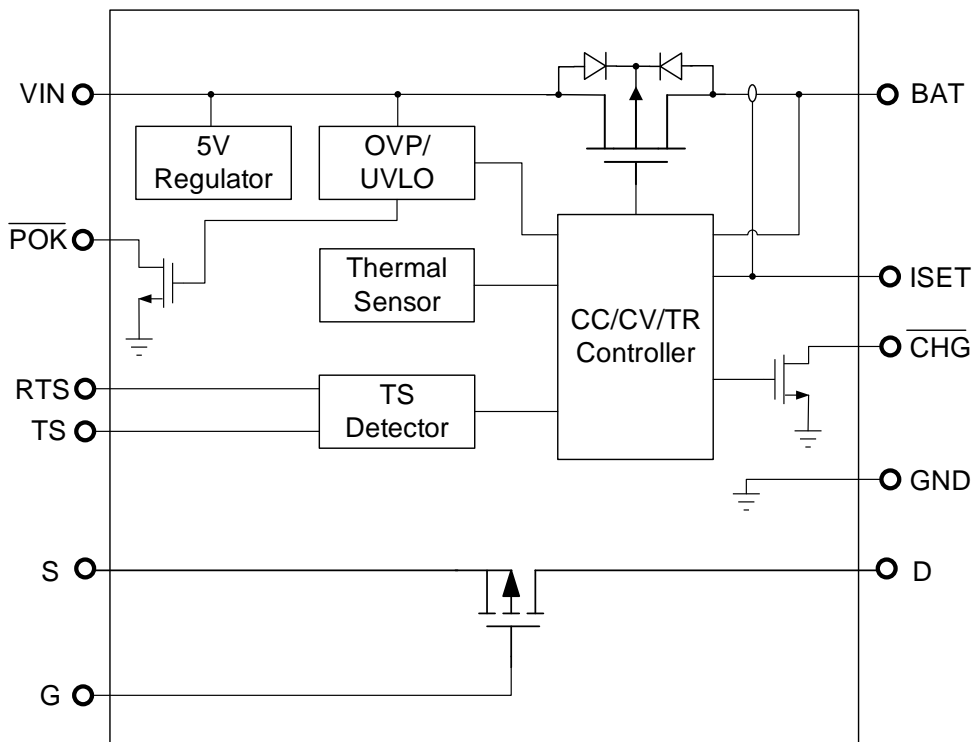 VIN
BAT
5V
Regulator
OVP/
UVLO
POK
Thermal
Sensor
ISET
CC/CV/TR
Controller
CHG
RTS
TS
TS
Detector
GND
S
D
G